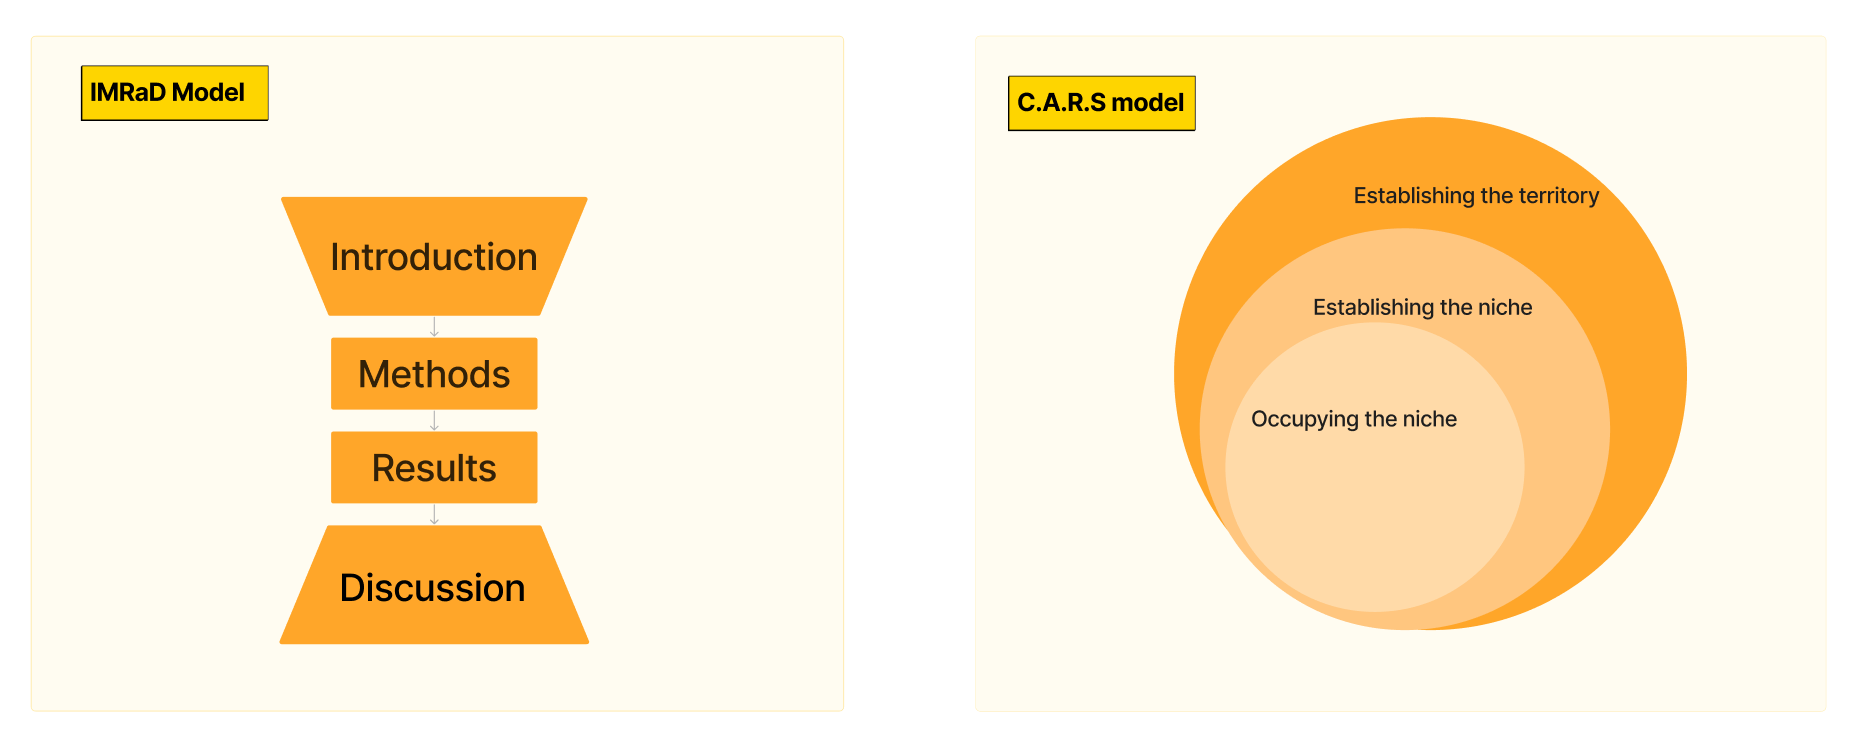 IMRaD Model
Introduction
Methods
Results
Discussion
C.A.R.S model
Establishing the territory
Establishing the niche
Occupying the niche